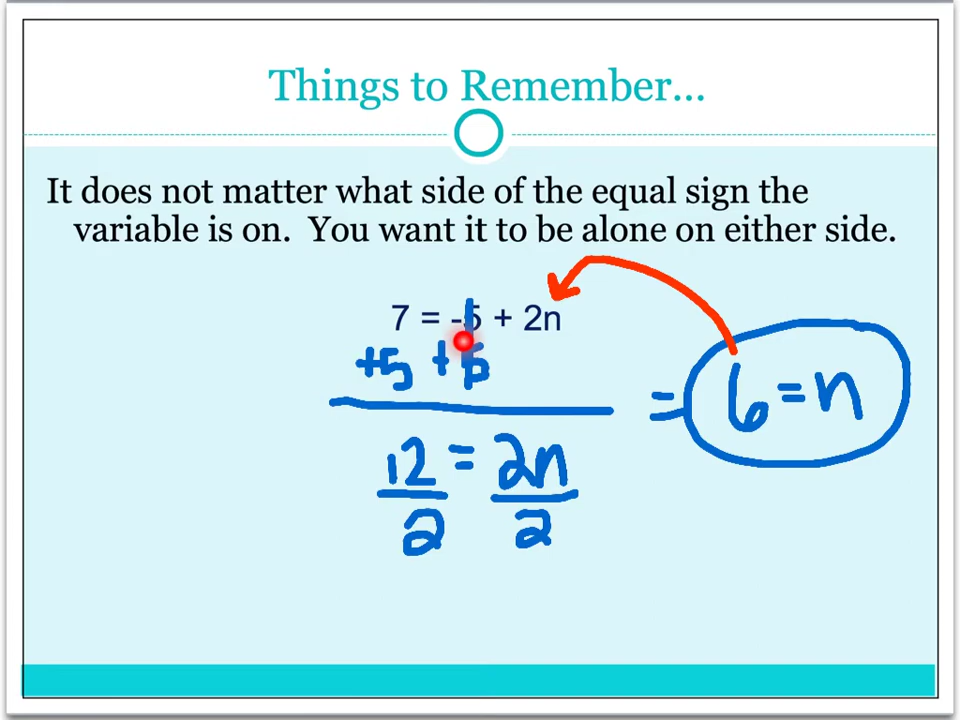 Things to Remember...
It does not matter what side of the equal sign the
variable is on. You want it to be alone on either side.
7 = -5 + 2n
+5 +5
= 6 = n
12 = 2n
2 2